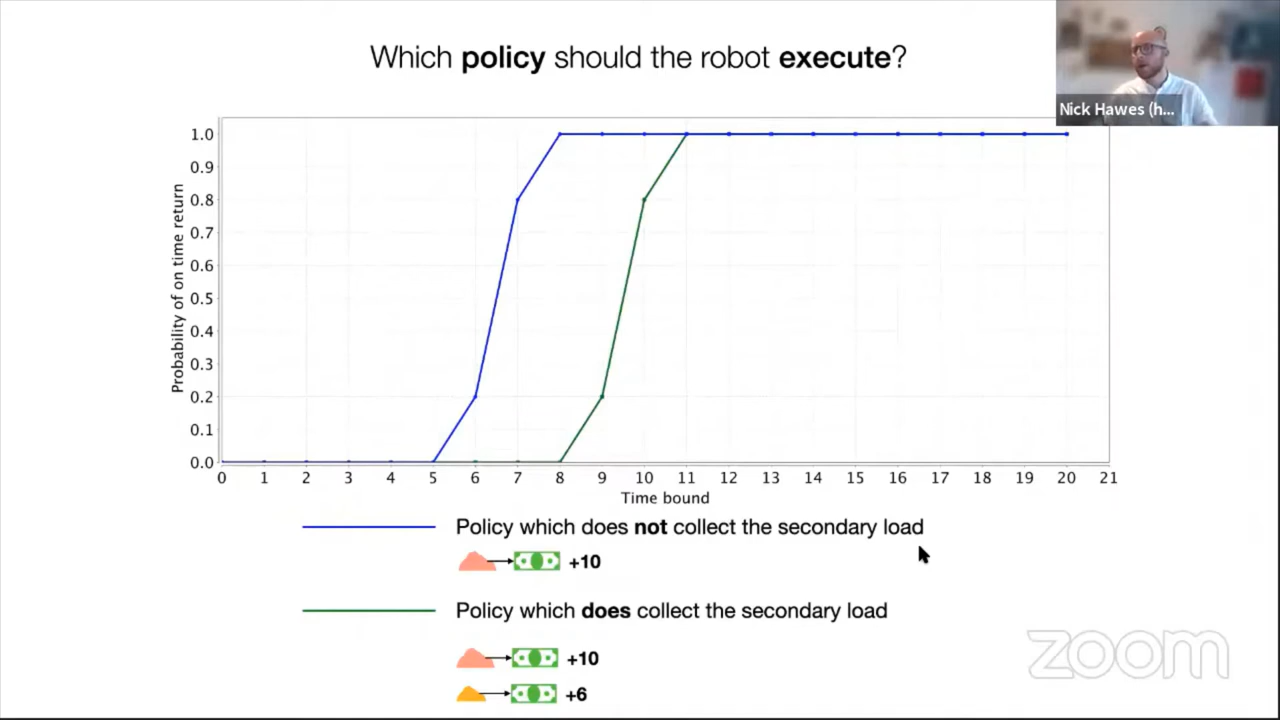 Which policy should the robot execute?
Nick Hawes (h...
Probability of on time return
1.0
0.9
0.8
0.7
0.6
0.5
0.4
0.3
0.2
0.1
0.0
0 1 2 3 4 5 6 7 8 9 10 11 12 13 14 15 16 17 18 19 20 21
Time bound
Policy which does not collect the secondary load
+10
Policy which does collect the secondary load
+10
+6
zoom